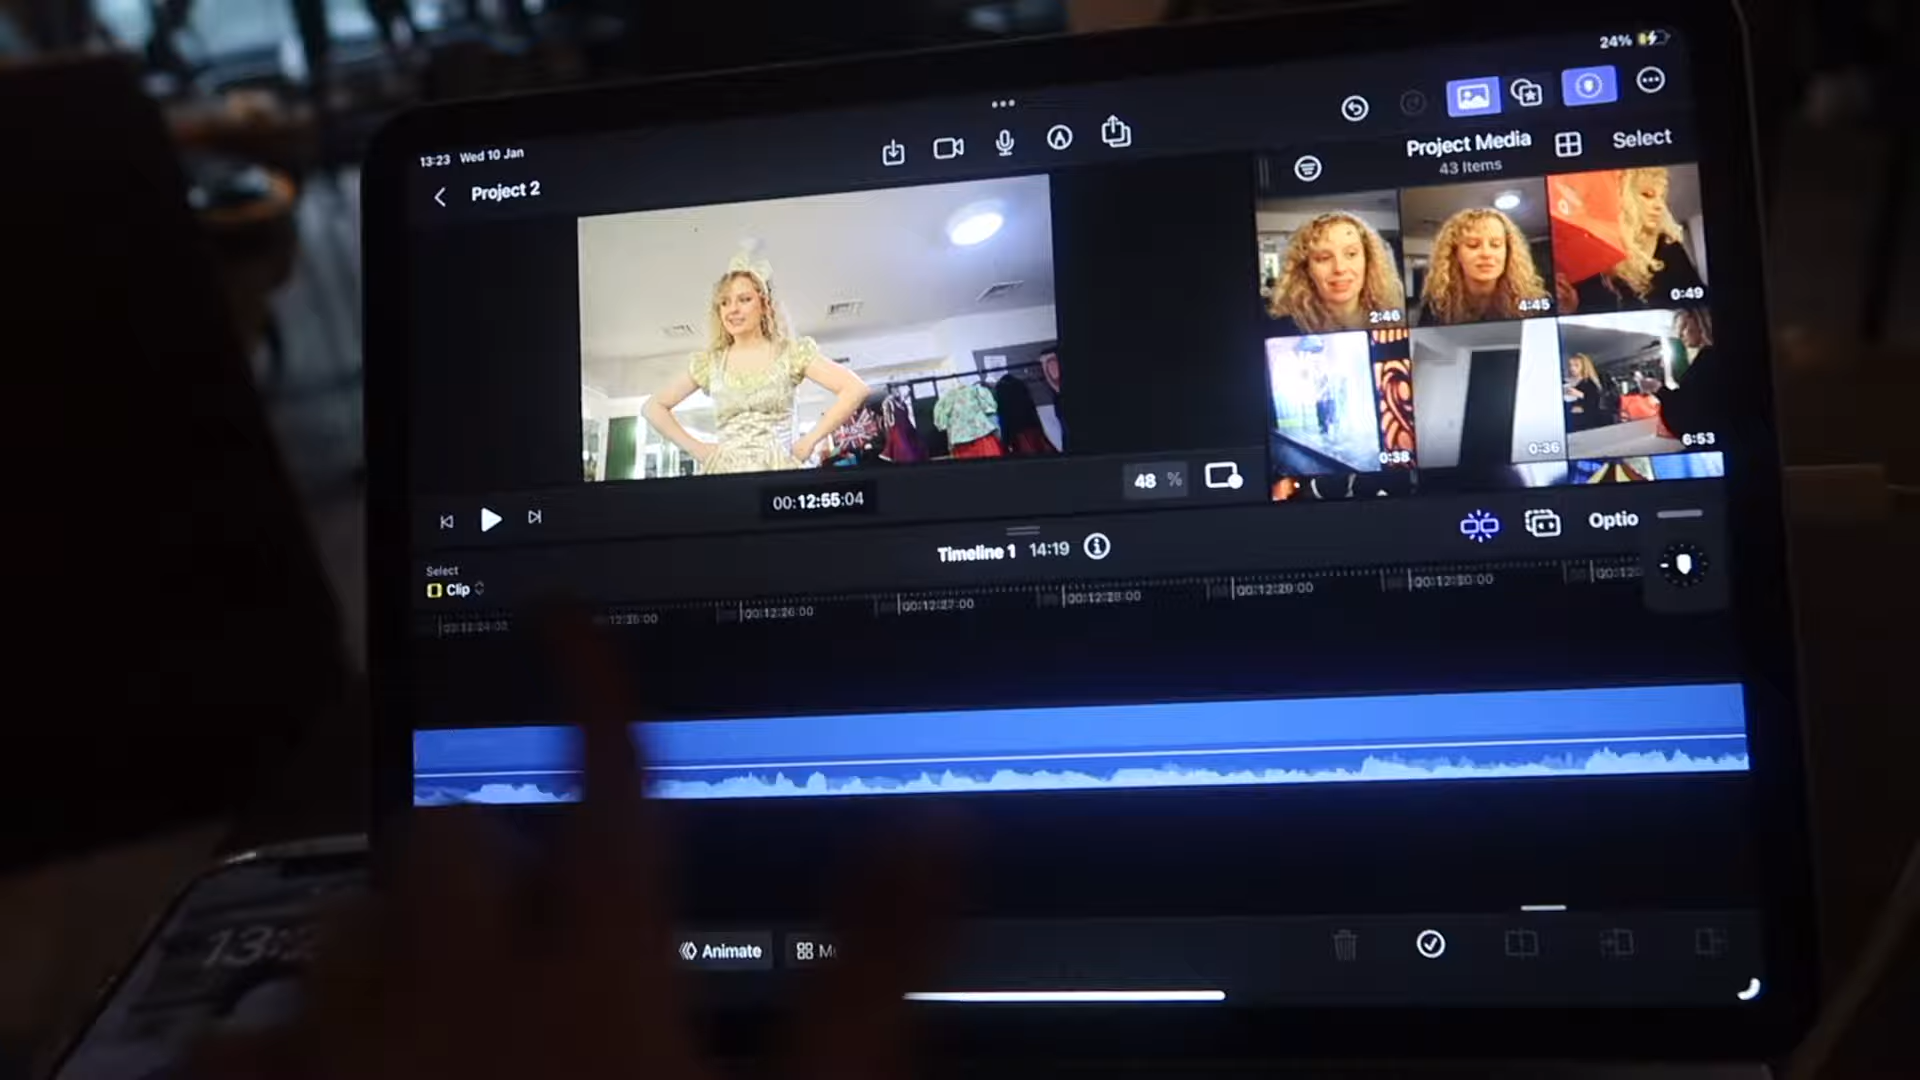 24%
13:23 Wed 10 Jan
Project 2
Project Media
43 Items
Select
2:46
4:45
0:49
0:38
0:36
6:53
00:12:55:04
48 %
Timeline 1 14:19
Optio
Select
Clip
00:12:26:00
00:12:27:00
00:12:28:00
00:12:29:00
00:12:30:00
Animate